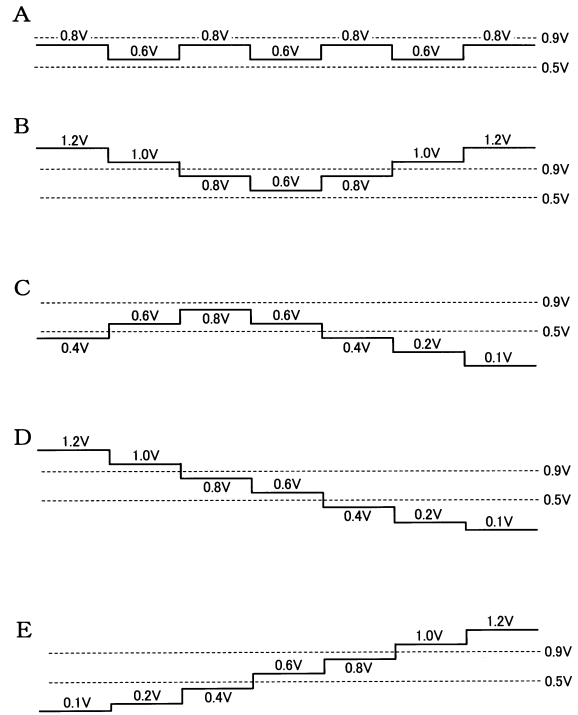 A
0.8V 0.8V 0.8V 0.8V 0.9V
0.6V 0.6V 0.6V
0.5V
B
1.2V 1.2V
1.0V 1.0V
0.9V
0.8V 0.6V 0.8V
0.5V
C
0.9V
0.6V 0.6V
0.8V
0.5V
0.4V 0.4V 0.2V
0.1V
D
1.2V
1.0V
0.9V
0.8V 0.6V
0.5V
0.4V 0.2V
0.1V
E
1.2V
1.0V
0.9V
0.6V 0.8V
0.5V
0.1V 0.2V 0.4V